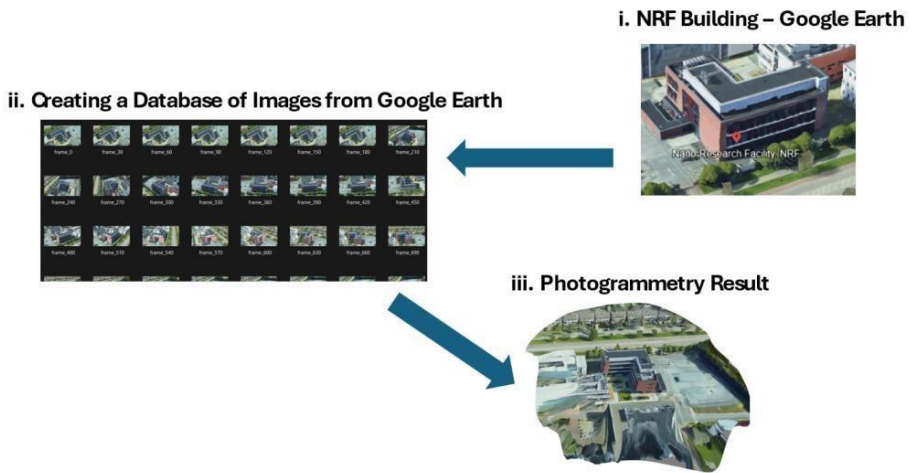 i. NRF Building – Google Earth
ii. Creating a Database of Images from Google Earth
Nano Research Facility, NRF
frame_0 frame_30 frame_60 frame_90 frame_120 frame_150 frame_180 frame_210
frame_240 frame_270 frame_300 frame_330 frame_360 frame_390 frame_420 frame_450
frame_480 frame_510 frame_540 frame_570 frame_600 frame_630 frame_660 frame_690
iii. Photogrammetry Result